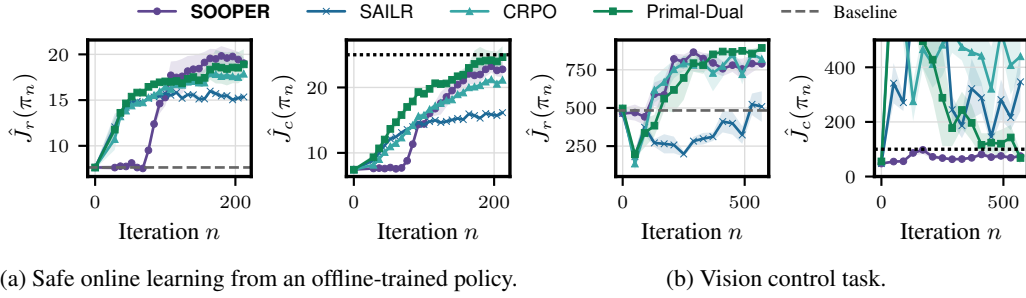 SOOPER SAILR CRPO Primal-Dual Baseline
20
15
10
Ĵr(πn)
0 200
Iteration n
20
10
Ĵc(πn)
0 200
Iteration n
750
500
250
Ĵr(πn)
0 500
Iteration n
400
200
0
Ĵc(πn)
0 500
Iteration n
(a) Safe online learning from an offline-trained policy.
(b) Vision control task.